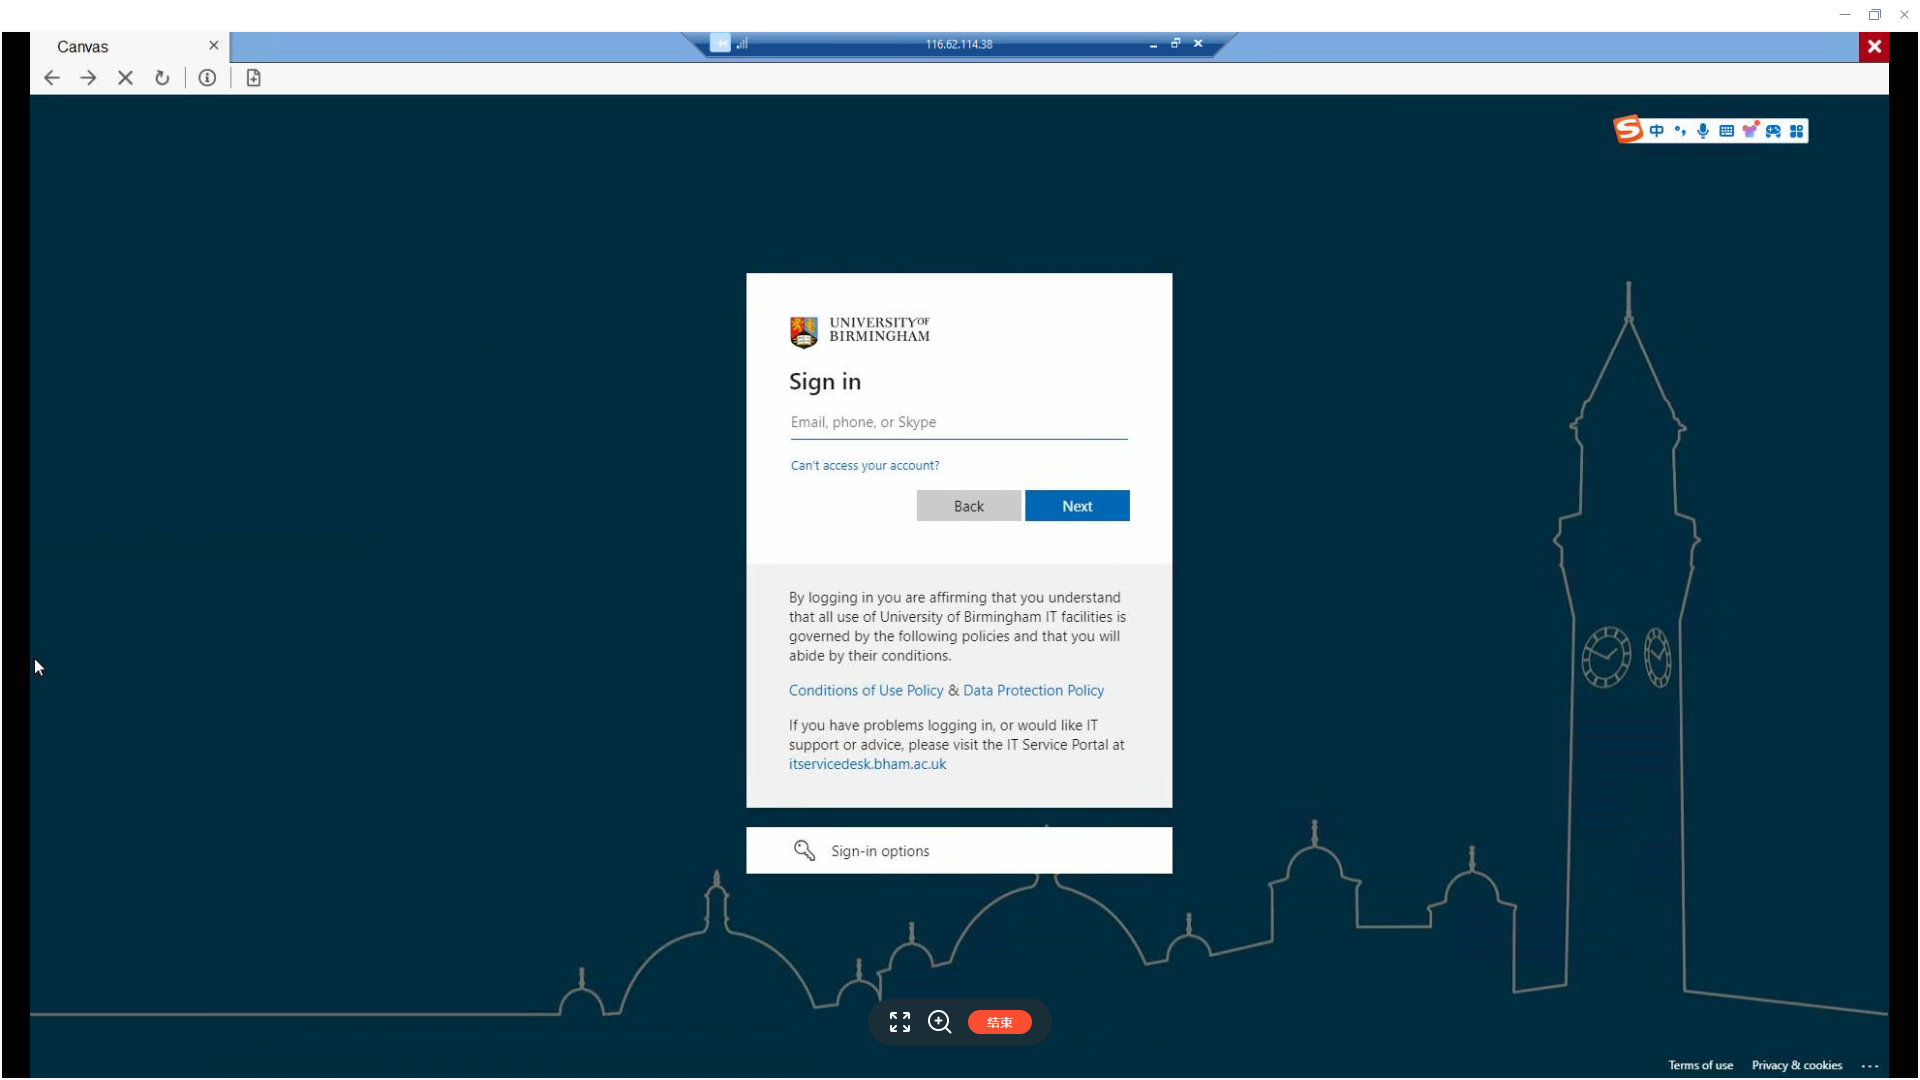 Canvas
116.62.114.38
中
UNIVERSITY OF
BIRMINGHAM
Sign in
Email, phone, or Skype
Can't access your account?
Back
Next
By logging in you are affirming that you understand
that all use of University of Birmingham IT facilities is
governed by the following policies and that you will
abide by their conditions.
Conditions of Use Policy & Data Protection Policy
If you have problems logging in, or would like IT
support or advice, please visit the IT Service Portal at
itservicedesk.bham.ac.uk
Sign-in options
结束
Terms of use Privacy & cookies ...